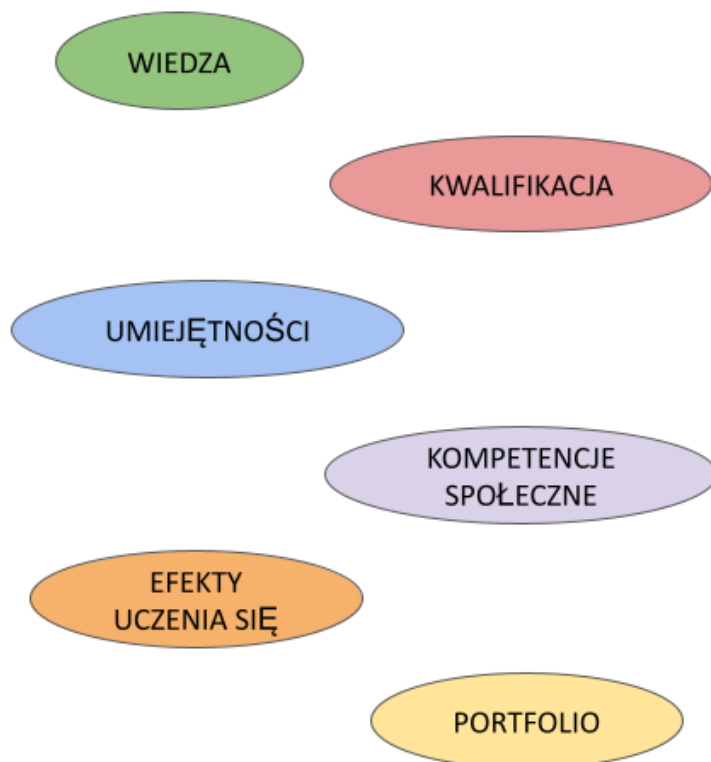 WIEDZA
KWALIFIKACJA
UMIEJĘTNOŚCI
KOMPETENCJE
SPOŁECZNE
EFEKTY
UCZENIA SIĘ
PORTFOLIO